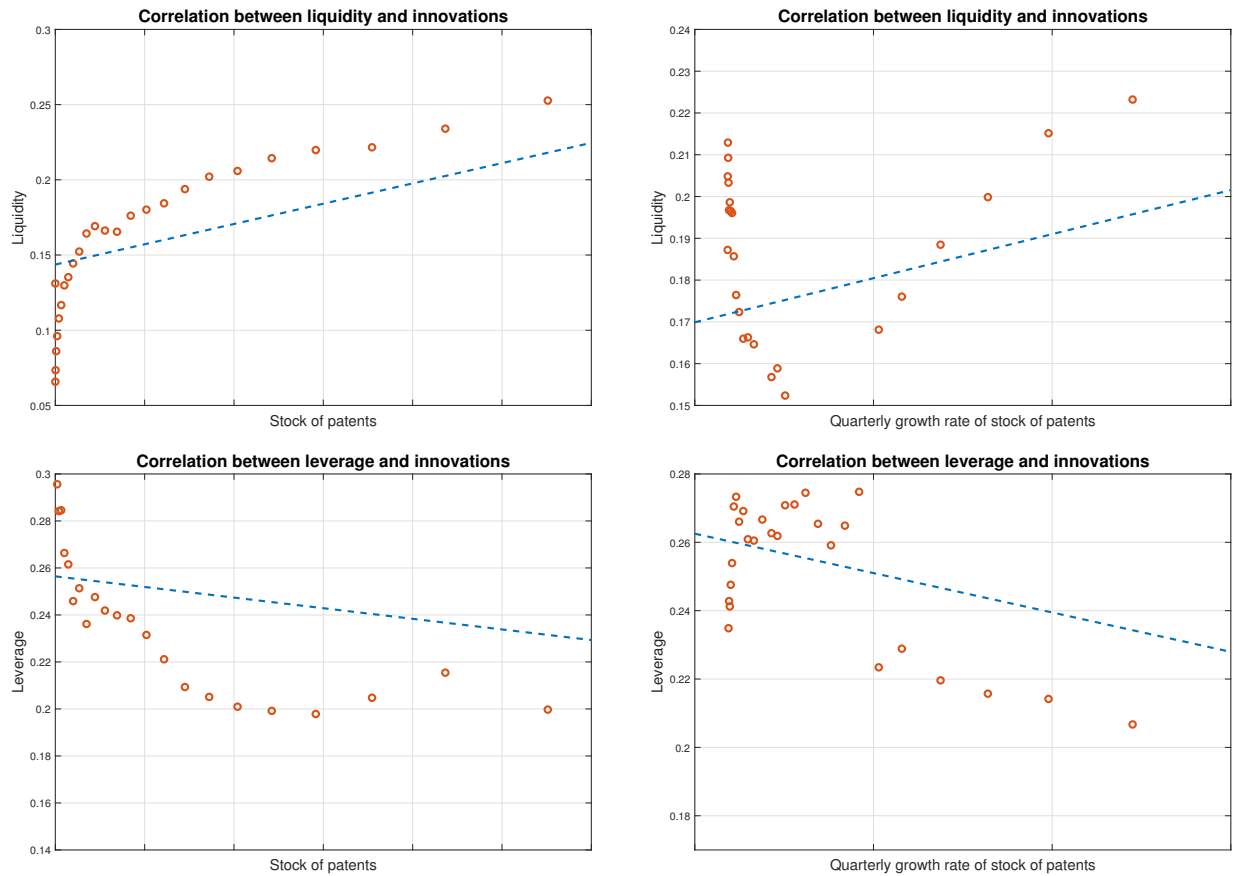 Correlation between liquidity and innovations
0.3
0.25
0.2
0.15
0.1
0.05
Liquidity
Stock of patents
Correlation between liquidity and innovations
0.24
0.23
0.22
0.21
0.2
0.19
0.18
0.17
0.16
0.15
Liquidity
Quarterly growth rate of stock of patents
Correlation between leverage and innovations
0.3
0.28
0.26
0.24
0.22
0.2
0.18
0.16
0.14
Leverage
Stock of patents
Correlation between leverage and innovations
0.28
0.26
0.24
0.22
0.2
0.18
Leverage
Quarterly growth rate of stock of patents